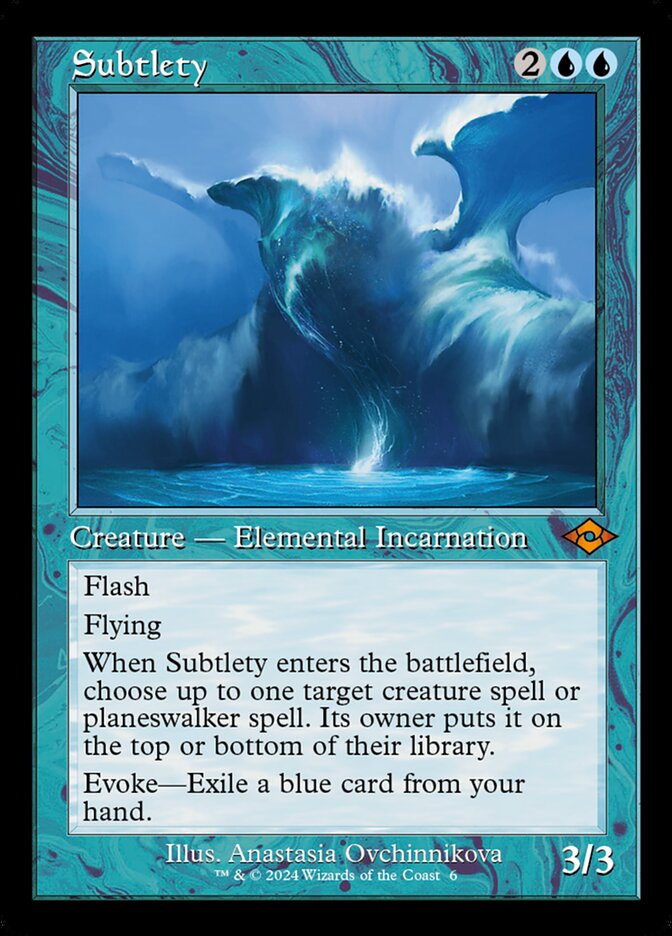 Subtlety 2
Creature — Elemental Incarnation
Flash
Flying
When Subtlety enters the battlefield,
choose up to one target creature spell or
planeswalker spell. Its owner puts it on
the top or bottom of their library.
Evoke—Exile a blue card from your
hand.
Illus. Anastasia Ovchinnikova
™ & © 2024 Wizards of the Coast 6
3/3